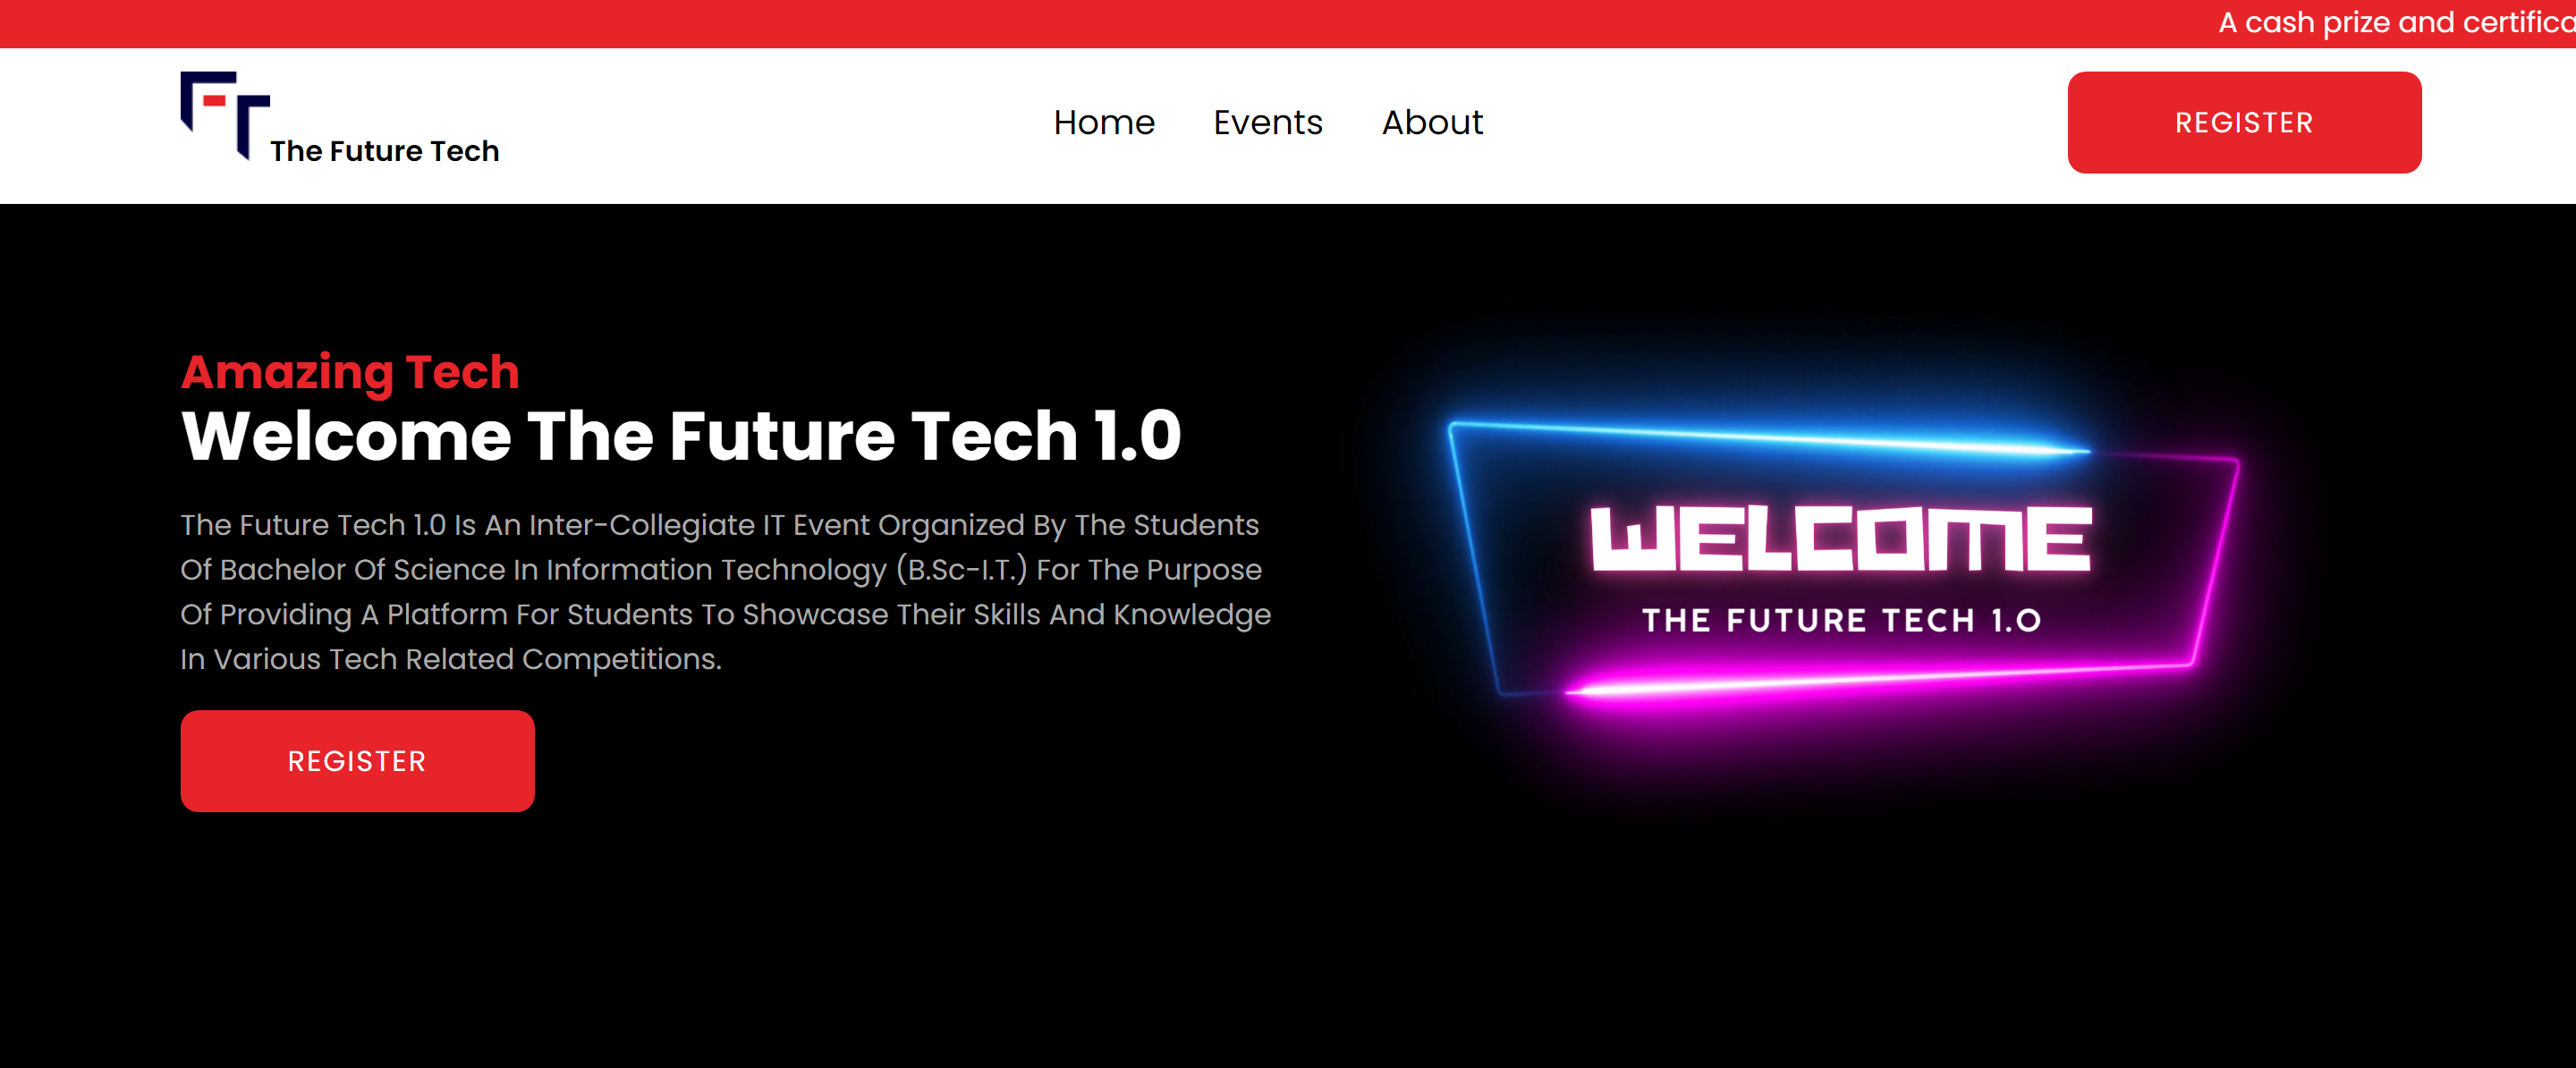 A cash prize and
The Future Tech
Home Events About
REGISTER
Amazing Tech
Welcome The Future Tech 1.0
The Future Tech 1.0 Is An Inter-Collegiate IT Event Organized By The Students
Of Bachelor Of Science In Information Technology (B.Sc-I.T.) For The Purpose
Of Providing A Platform For Students To Showcase Their Skills And Knowledge
In Various Tech Related Competitions.
REGISTER
WELCOME
THE FUTURE TECH 1.0